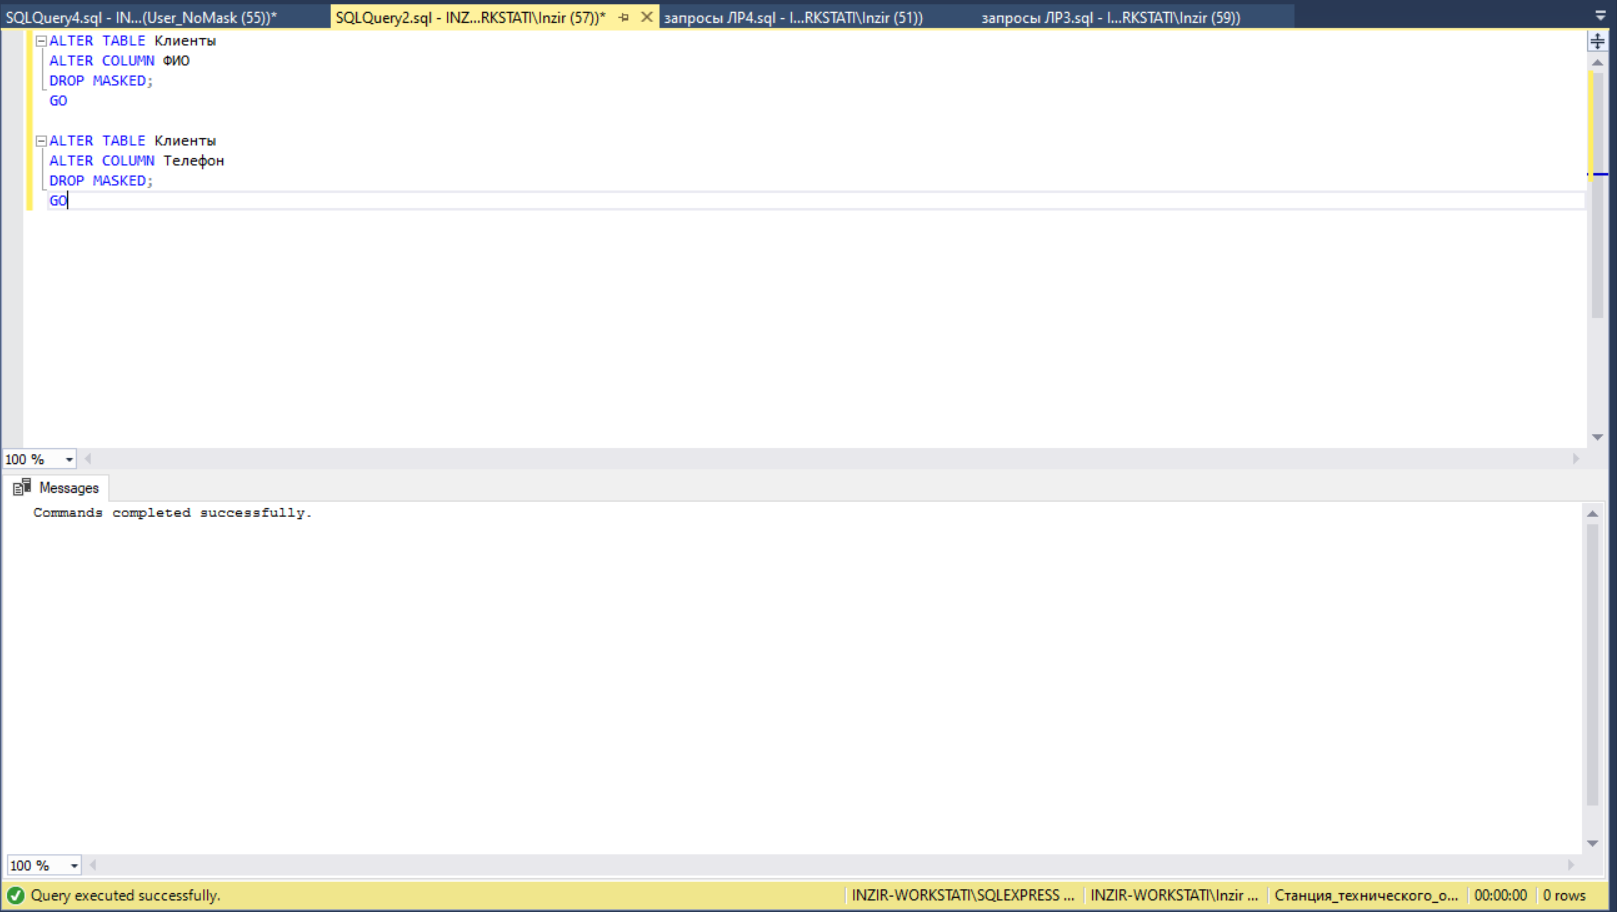 SQLQuery4.sql - IN...(User_NoMask (55))*
SQLQuery2.sql - INZ...RKSTATI\Inzir (57))*
запросы ЛР4.sql - I...RKSTATI\Inzir (51))
запросы ЛР3.sql - I...RKSTATI\Inzir (59))
ALTER TABLE Клиенты
ALTER COLUMN ФИО
DROP MASKED;
GO
ALTER TABLE Клиенты
ALTER COLUMN Телефон
DROP MASKED;
GO
100 %
Messages
Commands completed successfully.
100 %
Query executed successfully.
INZIR-WORKSTATI\SQLEXPRESS ...
INZIR-WORKSTATI\Inzir ...
Станция_технического_о...
00:00:00
0 rows